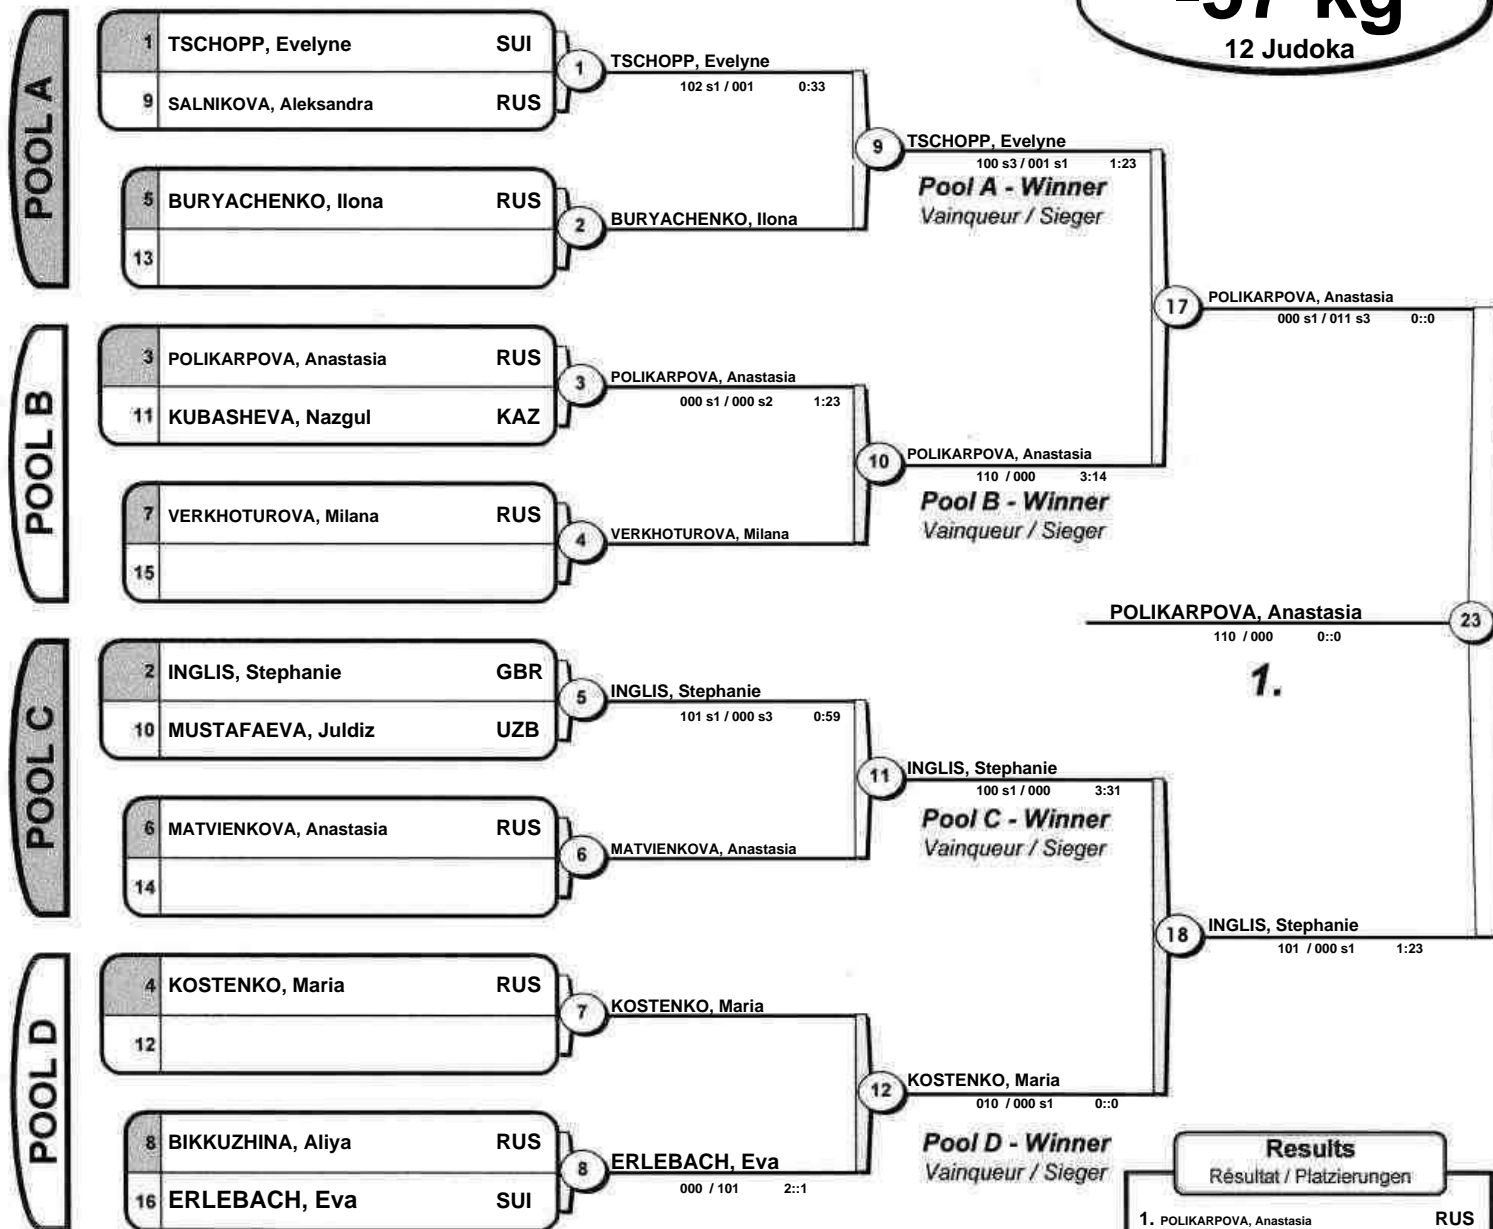 -57 kg
12 Judoka
POOL A
1 TSCHOPP, Evelyne SUI
9 SALNIKOVA, Aleksandra RUS
1
TSCHOPP, Evelyne
102 s1 / 001 0:33
5 BURYACHENKO, Ilona RUS
13
2
BURYACHENKO, Ilona
9
TSCHOPP, Evelyne
100 s3 / 001 s1 1:23
Pool A - Winner
Vainqueur / Sieger
POOL B
3 POLIKARPOVA, Anastasia RUS
11 KUBASHEVA, Nazgul KAZ
3
POLIKARPOVA, Anastasia
000 s1 / 000 s2 1:23
7 VERKHOTUROVA, Milana RUS
15
4
VERKHOTUROVA, Milana
10
POLIKARPOVA, Anastasia
110 / 000 3:14
Pool B - Winner
Vainqueur / Sieger
17
POLIKARPOVA, Anastasia
000 s1 / 011 s3 0::0
POLIKARPOVA, Anastasia
110 / 000 0::0
23
1.
POOL C
2 INGLIS, Stephanie GBR
10 MUSTAFAEVA, Juldiz UZB
5
INGLIS, Stephanie
101 s1 / 000 s3 0:59
6 MATVIENKOVA, Anastasia RUS
14
6
MATVIENKOVA, Anastasia
11
INGLIS, Stephanie
100 s1 / 000 3:31
Pool C - Winner
Vainqueur / Sieger
18
INGLIS, Stephanie
101 / 000 s1 1:23
POOL D
4 KOSTENKO, Maria RUS
12
7
KOSTENKO, Maria
8 BIKKUZHINA, Aliya RUS
16 ERLEBACH, Eva SUI
8
ERLEBACH, Eva
000 / 101 2::1
12
KOSTENKO, Maria
010 / 000 s1 0::0
Pool D - Winner
Vainqueur / Sieger
Results
Résultat / Platzierungen
1. POLIKARPOVA, Anastasia RUS